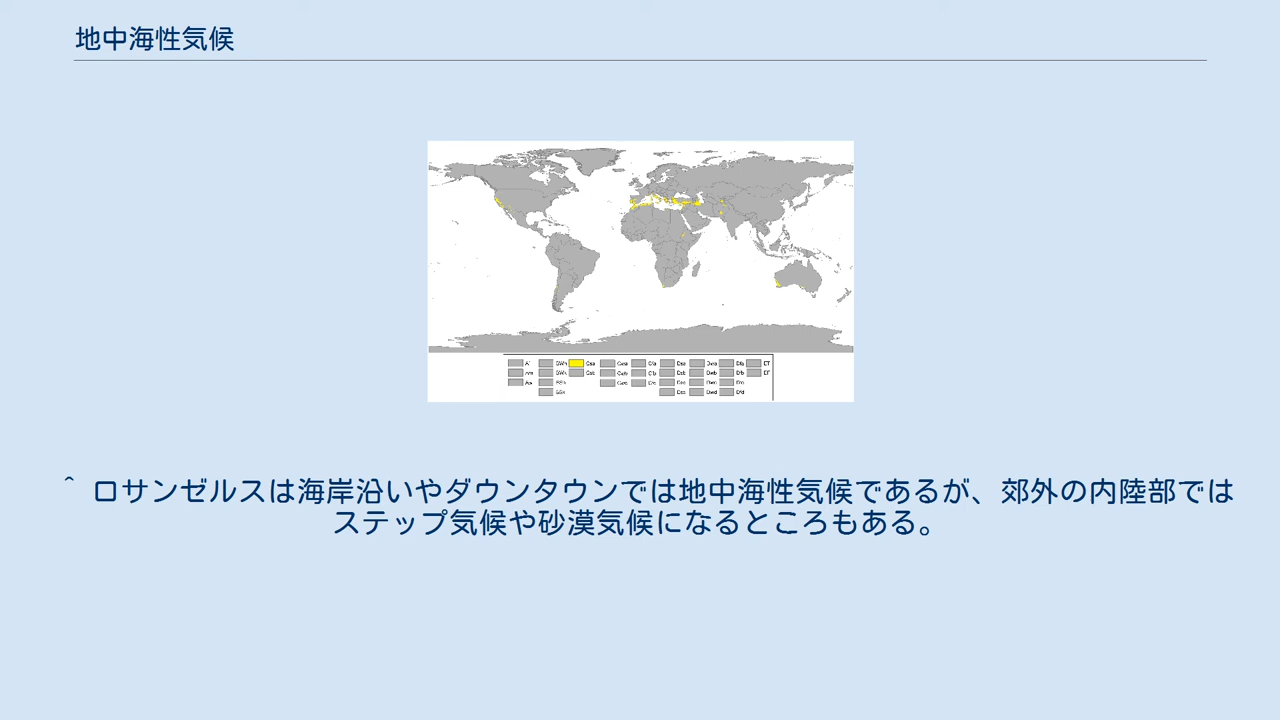 地中海性気候
Csa
^ ロサンゼルスは海岸沿いやダウンタウンでは地中海性気候であるが、郊外の内陸部では
ステップ気候や砂漠気候になるところもある。